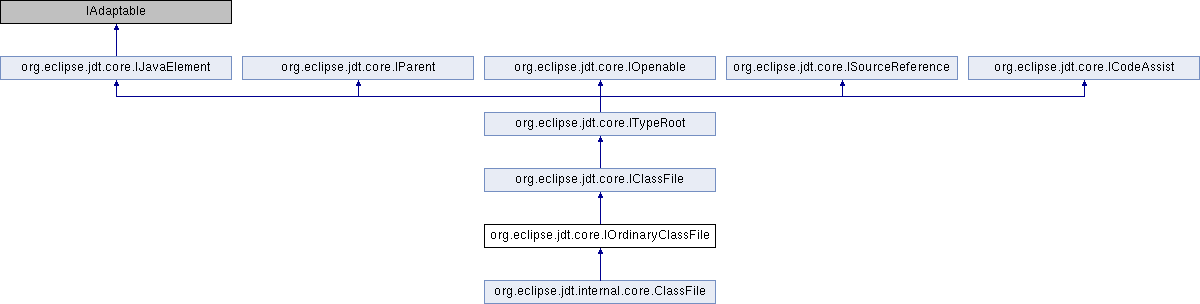 IAdaptable
org.eclipse.jdt.core.IJavaElement
org.eclipse.jdt.core.IParent
org.eclipse.jdt.core.IOpenable
org.eclipse.jdt.core.ISourceReference
org.eclipse.jdt.core.ICodeAssist
org.eclipse.jdt.core.ITypeRoot
org.eclipse.jdt.core.IClassFile
org.eclipse.jdt.core.IOrdinaryClassFile
org.eclipse.jdt.internal.core.ClassFile